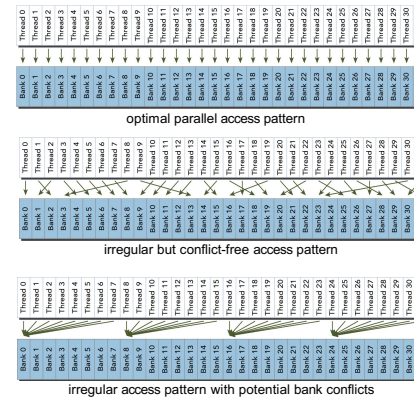 Thread 0 Thread 1 Thread 2 Thread 3 Thread 4 Thread 5 Thread 6 Thread 7 Thread 8 Thread 9 Thread 10 Thread 11 Thread 12 Thread 13 Thread 14 Thread 15 Thread 16 Thread 17 Thread 18 Thread 19 Thread 20 Thread 21 Thread 22 Thread 23 Thread 24 Thread 25 Thread 26 Thread 27 Thread 28 Thread 29 Thread 30
Bank 0 Bank 1 Bank 2 Bank 3 Bank 4 Bank 5 Bank 6 Bank 7 Bank 8 Bank 9 Bank 10 Bank 11 Bank 12 Bank 13 Bank 14 Bank 15 Bank 16 Bank 17 Bank 18 Bank 19 Bank 20 Bank 21 Bank 22 Bank 23 Bank 24 Bank 25 Bank 26 Bank 27 Bank 28 Bank 29 Bank 30
optimal parallel access pattern
Thread 0 Thread 1 Thread 2 Thread 3 Thread 4 Thread 5 Thread 6 Thread 7 Thread 8 Thread 9 Thread 10 Thread 11 Thread 12 Thread 13 Thread 14 Thread 15 Thread 16 Thread 17 Thread 18 Thread 19 Thread 20 Thread 21 Thread 22 Thread 23 Thread 24 Thread 25 Thread 26 Thread 27 Thread 28 Thread 29 Thread 30
Bank 0 Bank 1 Bank 2 Bank 3 Bank 4 Bank 5 Bank 6 Bank 7 Bank 8 Bank 9 Bank 10 Bank 11 Bank 12 Bank 13 Bank 14 Bank 15 Bank 16 Bank 17 Bank 18 Bank 19 Bank 20 Bank 21 Bank 22 Bank 23 Bank 24 Bank 25 Bank 26 Bank 27 Bank 28 Bank 29 Bank 30
irregular but conflict-free access pattern
Thread 0 Thread 1 Thread 2 Thread 3 Thread 4 Thread 5 Thread 6 Thread 7 Thread 8 Thread 9 Thread 10 Thread 11 Thread 12 Thread 13 Thread 14 Thread 15 Thread 16 Thread 17 Thread 18 Thread 19 Thread 20 Thread 21 Thread 22 Thread 23 Thread 24 Thread 25 Thread 26 Thread 27 Thread 28 Thread 29 Thread 30
Bank 0 Bank 1 Bank 2 Bank 3 Bank 4 Bank 5 Bank 6 Bank 7 Bank 8 Bank 9 Bank 10 Bank 11 Bank 12 Bank 13 Bank 14 Bank 15 Bank 16 Bank 17 Bank 18 Bank 19 Bank 20 Bank 21 Bank 22 Bank 23 Bank 24 Bank 25 Bank 26 Bank 27 Bank 28 Bank 29 Bank 30
irregular access pattern with potential bank conflicts